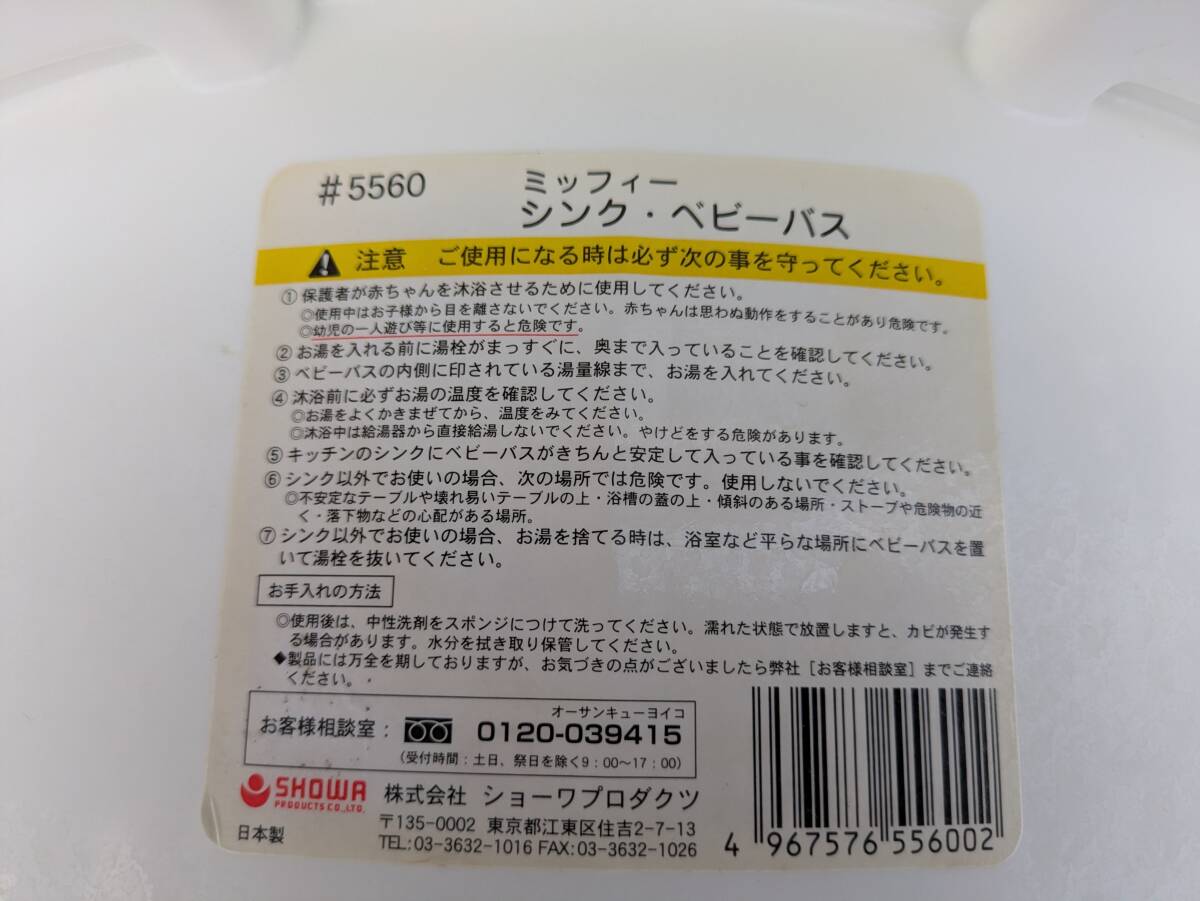 #5560
ミッフィー
シンク・ベビーバス
注意 ご使用になる時は必ず次の事を守ってください。
①保護者が赤ちゃんを沐浴させるために使用してください。
◎使用中はお子様から目を離さないでください。赤ちゃんは思わぬ動作をすることがあり危険です。
◎幼児の一人遊び等に使用すると危険です。
②お湯を入れる前に湯栓がまっすぐに、奥まで入っていることを確認してください。
③ベビーバスの内側に印されている湯量線まで、お湯を入れてください。
④沐浴前に必ずお湯の温度を確認してください。
◎お湯をよくかきまぜてから、温度をみてください。
◎沐浴中は給湯器から直接給湯しないでください。やけどをする危険があります。
⑤キッチンのシンクにベビーバスがきちんと安定して入っている事を確認してください。
⑥シンク以外でお使いの場合、次の場所では危険です。使用しないでください。
◎不安定なテーブルや壊れ易いテーブルの上・浴槽の蓋の上・傾斜のある場所・ストーブや危険物の近
く・落下物などの心配がある場所。
⑦シンク以外でお使いの場合、お湯を捨てる時は、浴室など平らな場所にベビーバスを置
いて湯栓を抜いてください。
お手入れの方法
◎使用後は、中性洗剤をスポンジにつけて洗ってください。濡れた状態で放置しますと、カビが発生す
る場合があります。水分を拭き取り保管してください。
◆製品には万全を期しておりますが、お気づきの点がございましたら弊社［お客様相談室］までご連絡
ください。
オーサンキューヨイコ
お客様相談室： 0120-039415
（受付時間：土日、祭日を除く9：00〜17：00）
SHOWA
PRODUCTS CO.,LTD.
株式会社 ショーワプロダクツ
日本製
〒135-0002 東京都江東区住吉2-7-13
TEL:03-3632-1016 FAX:03-3632-1026
4 967576 556002